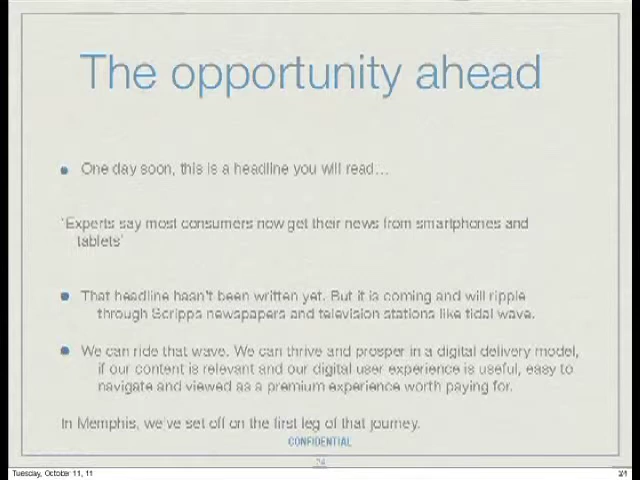 The opportunity ahead
One day soon, this is a headline you will read…
'Experts say most consumers now get their news from smartphones and
tablets'
That headline hasn't been written yet. But it is coming and will ripple
through Scripps newspapers and television stations like tidal wave.
We can ride that wave. We can thrive and prosper in a digital delivery model,
if our content is relevant and our digital user experience is useful, easy to
navigate and viewed as a premium experience worth paying for.
In Memphis, we've set off on the first leg of that journey.
CONFIDENTIAL
24
Tuesday, October 11, 11
24